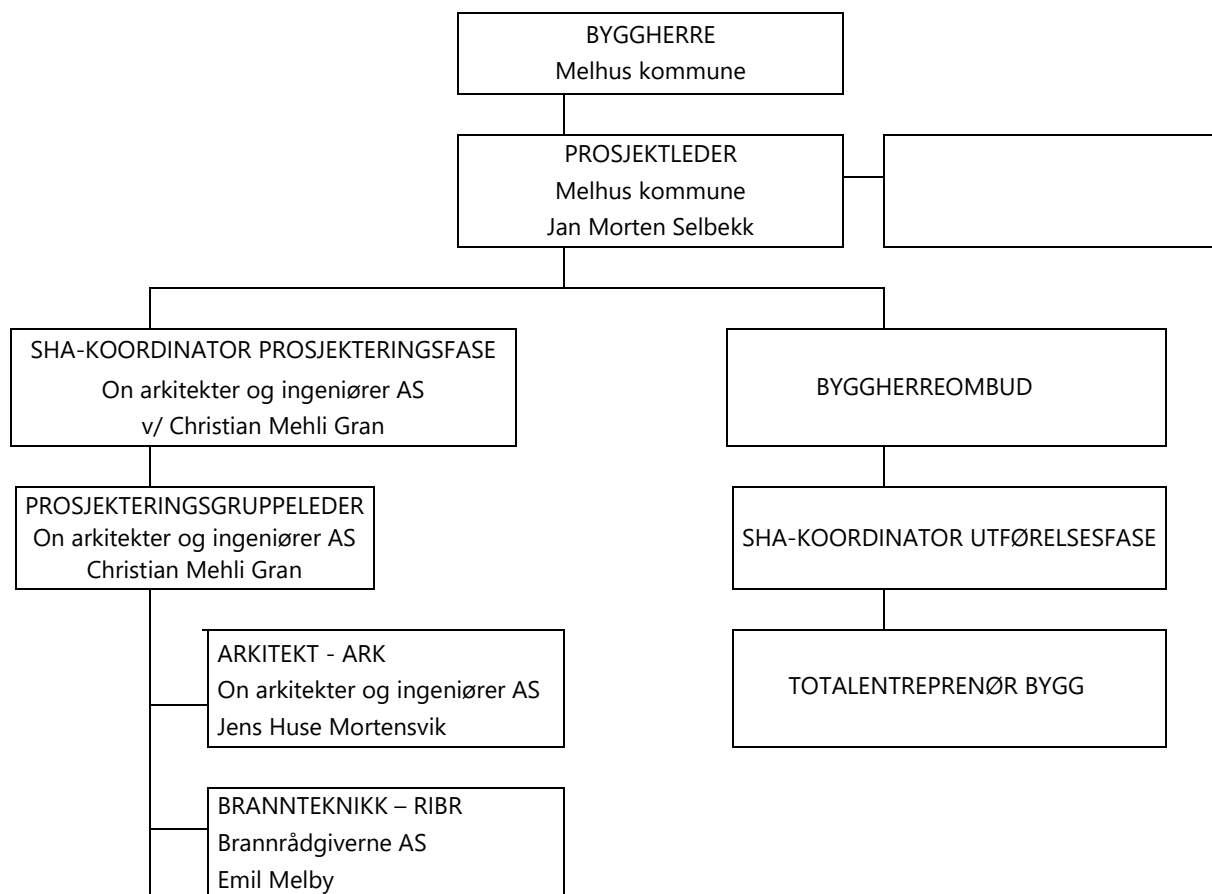 BYGGHERRE
Melhus kommune
PROSJEKTLEDER
Melhus kommune
Jan Morten Selbekk
SHA-KOORDINATOR PROSJEKTERINGSFASE
On arkitekter og ingeniører AS
v/ Christian Mehli Gran
BYGGHERREOMBUD
PROSJEKTERINGSGRUPPELEDER
On arkitekter og ingeniører AS
Christian Mehli Gran
SHA-KOORDINATOR UTFØRELSESFASE
ARKITEKT - ARK
On arkitekter og ingeniører AS
Jens Huse Mortensvik
TOTALENTREPRENØR BYGG
BRANNTEKNIKK – RIBR
Brannrådgiverne AS
Emil Melby